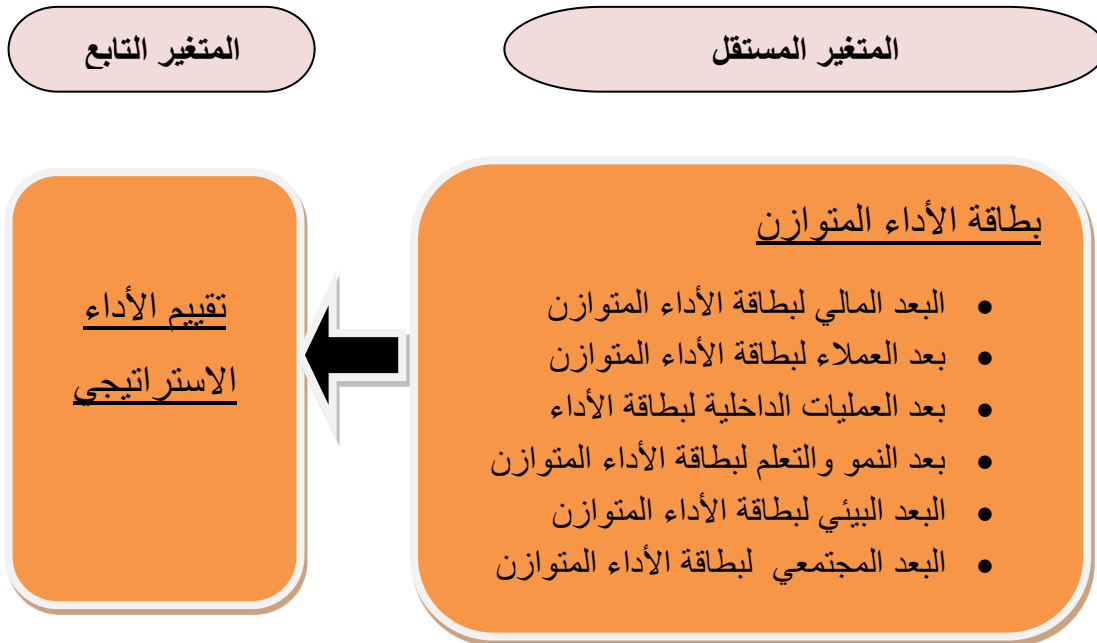 المتغير المستقل
المتغير التابع
بطاقة الأداء المتوازن
• البعد المالي لبطاقة الأداء المتوازن
• بعد العملاء لبطاقة الأداء المتوازن
• بعد العمليات الداخلية لبطاقة الأداء
• بعد النمو والتعلم لبطاقة الأداء المتوازن
• البعد البيئي لبطاقة الأداء المتوازن
• البعد المجتمعي لبطاقة الأداء المتوازن
تقييم الأداء
الاستراتيجي